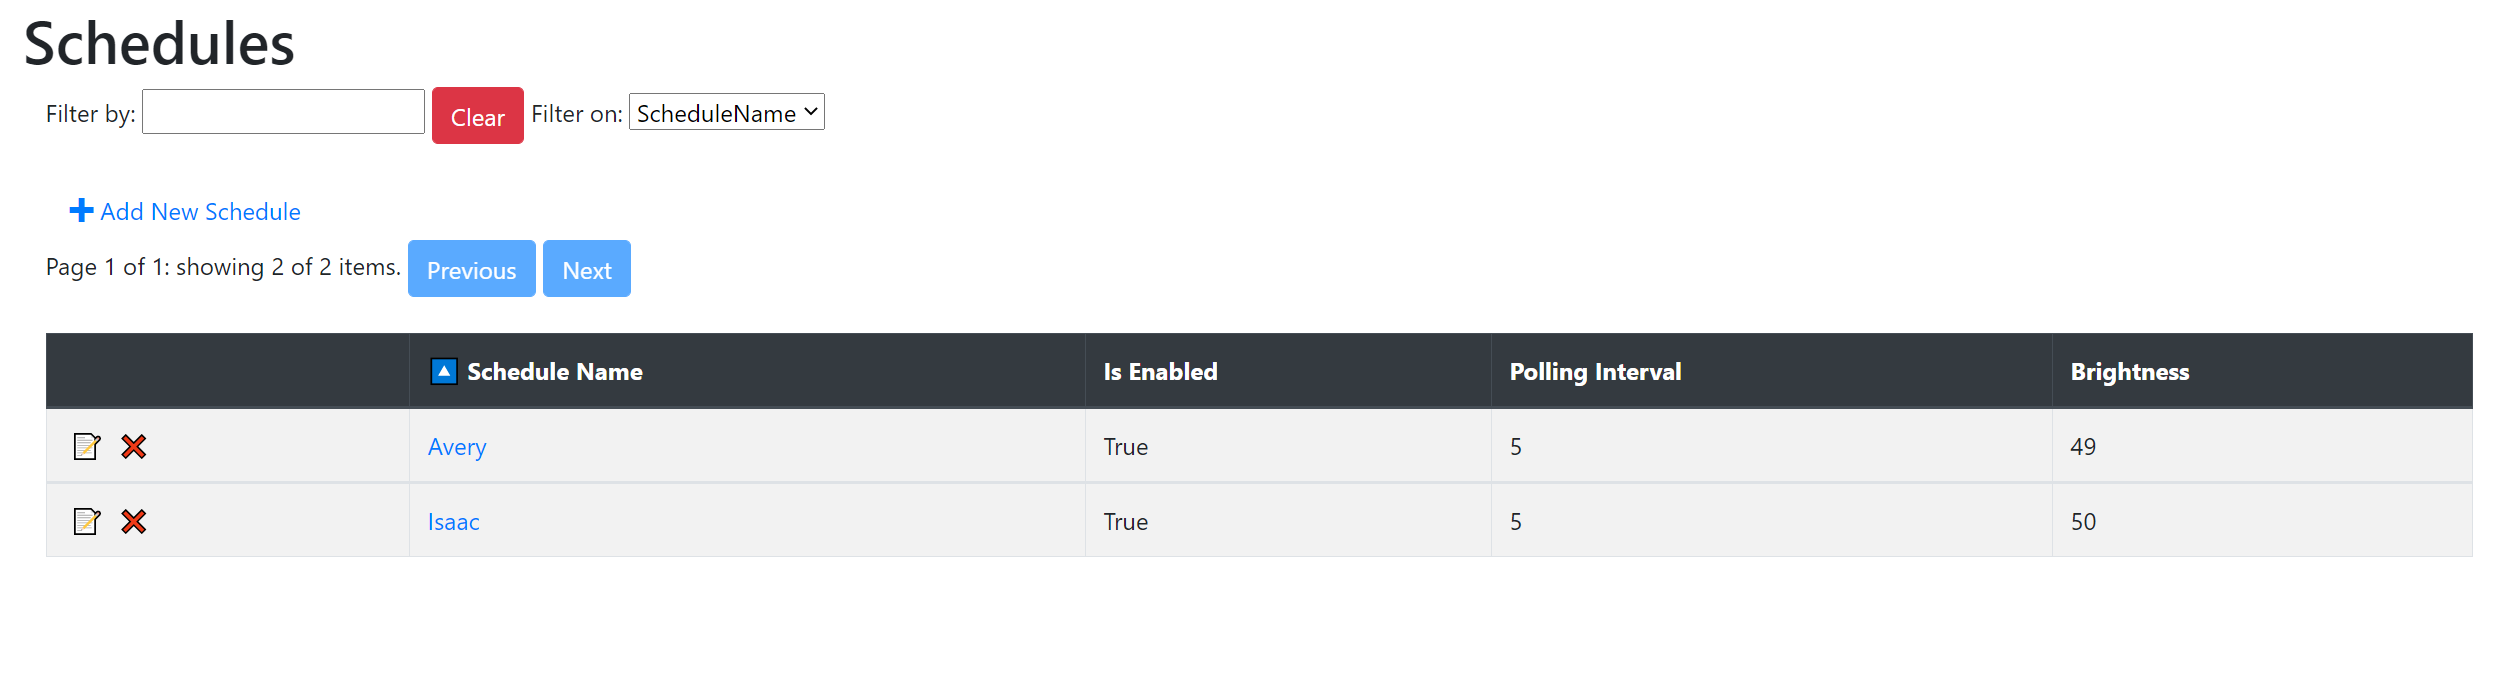 Schedules
Filter by: Clear Filter on: ScheduleName
Add New Schedule
Page 1 of 1: showing 2 of 2 items. Previous Next
Schedule Name Is Enabled Polling Interval Brightness
Avery True 5 49
Isaac True 5 50